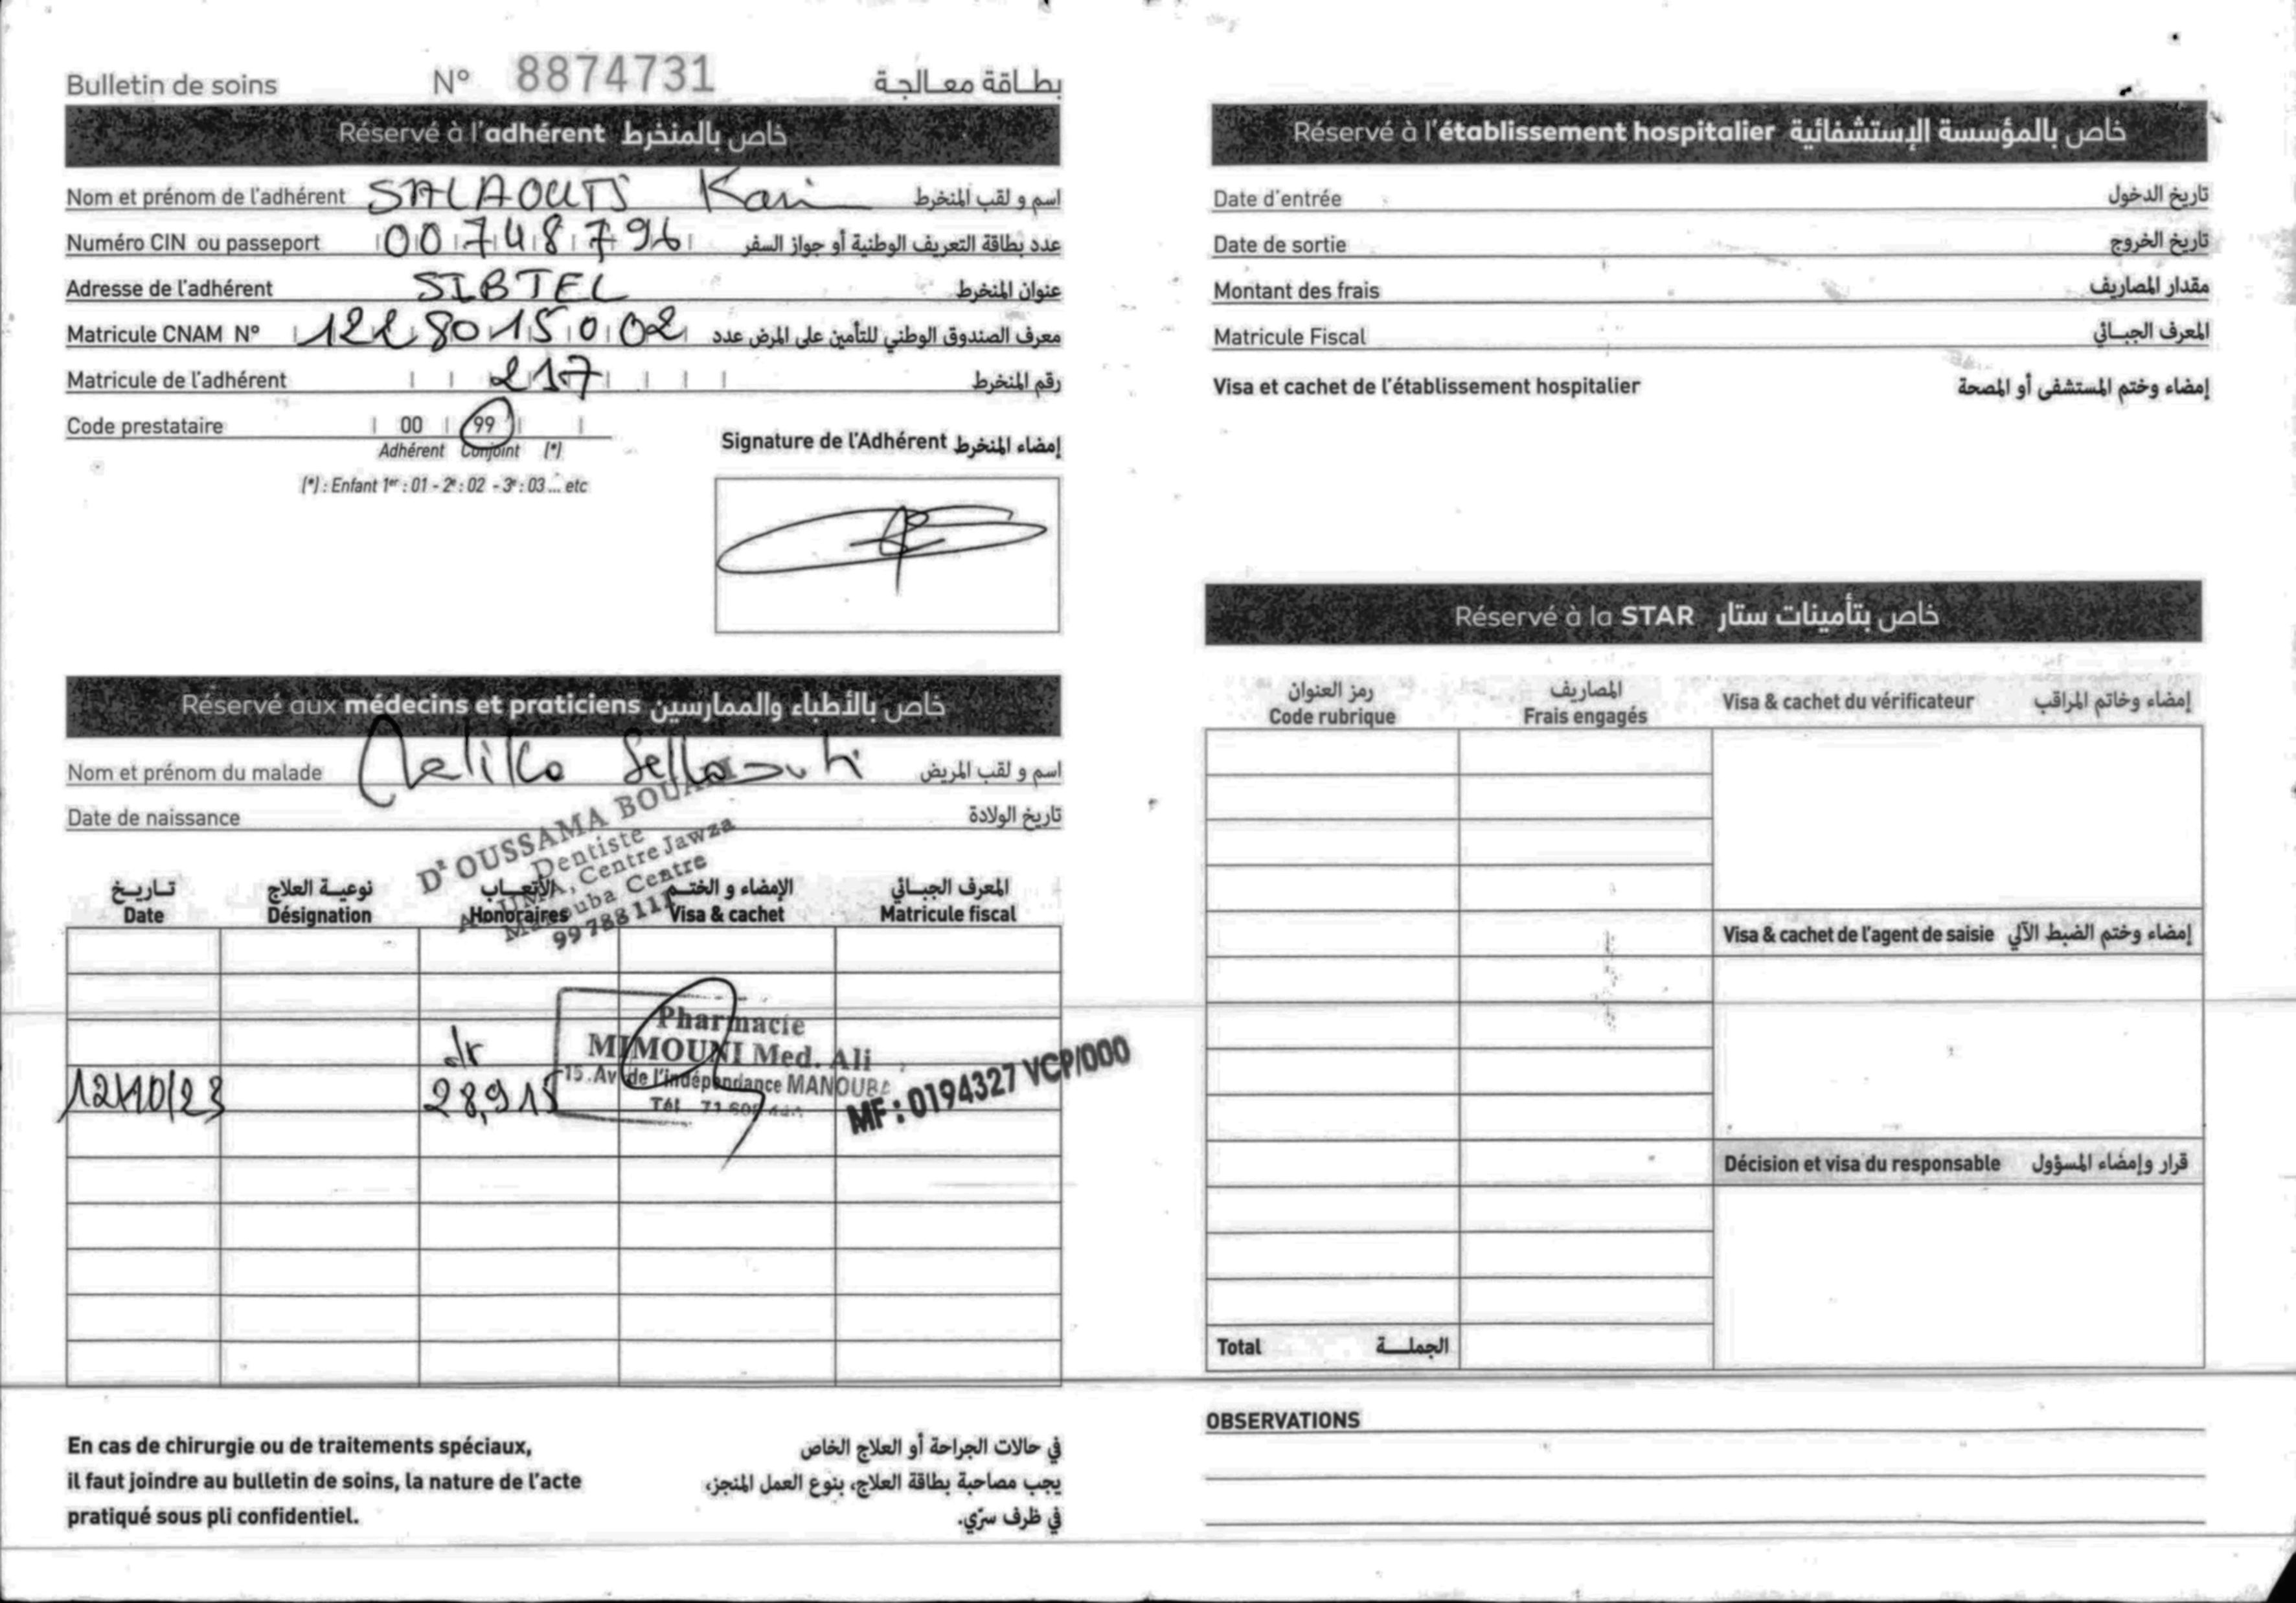 Bulletin de soins N° 8874731 بطاقة معالجة
Réservé à l'adhérent خاص بالمنخرط
Nom et prénom de l'adhérent SALAOUTI Karim اسم و لقب المنخرط
Numéro CIN ou passeport 00748796 عدد بطاقة التعريف الوطنية أو جواز السفر
Adresse de l'adhérent SIBTEL عنوان المنخرط
Matricule CNAM N° 1228015002 معرف الصندوق الوطني للتأمين على المرض عدد
Matricule de l'adhérent 217 رقم المنخرط
Code prestataire 00 99
Adhérent Conjoint (*)
(*) : Enfant 1er : 01 - 2e : 02 - 3e : 03 ... etc
Signature de l'Adhérent إمضاء المنخرط
Réservé aux médecins et praticiens خاص بالأطباء والممارسين
Nom et prénom du malade Melika Sellaouti اسم و لقب المريض
Date de naissance تاريخ الولادة
Dr OUSSAMA
Dentiste
Centre Jawza
Centre
99 788 111
تاريخ نوعية العلاج الأتعاب الإمضاء و الختم المعرف الجبائي
Date Désignation Honoraires Visa & cachet Matricule fiscal
12/10/23 28,915
Pharmacie
MIMOUNI Med. Ali
15. Av de l'indépendance MANOUBA
MF : 0194327 VCP/000
En cas de chirurgie ou de traitements spéciaux,
il faut joindre au bulletin de soins, la nature de l'acte
pratiqué sous pli confidentiel.
في حالات الجراحة أو العلاج الخاص
يجب مصاحبة بطاقة العلاج، بنوع العمل المنجز،
في ظرف سرّي.
Réservé à l'établissement hospitalier خاص بالمؤسسة الإستشفائية
Date d'entrée تاريخ الدخول
Date de sortie تاريخ الخروج
Montant des frais مقدار المصاريف
Matricule Fiscal المعرف الجبائي
Visa et cachet de l'établissement hospitalier إمضاء وختم المستشفى أو المصحة
Réservé à la STAR خاص بتأمينات ستار
رمز العنوان المصاريف
Code rubrique Frais engagés
Visa & cachet du vérificateur إمضاء وخاتم المراقب
Visa & cachet de l'agent de saisie إمضاء وختم الضبط الآلي
Décision et visa du responsable قرار وإمضاء المسؤول
Total الجملة
OBSERVATIONS